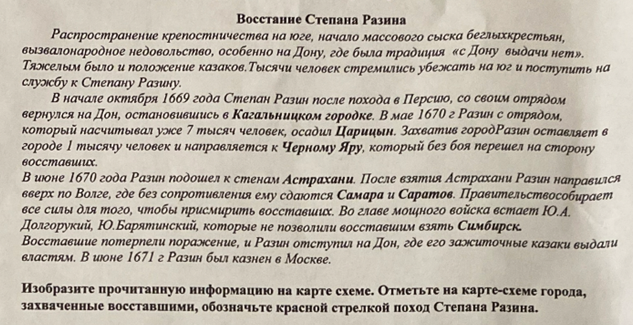 Восстание Степана Разина
Распространение крепостничества на юге, начало массового сыска беглыхкрестьян,
вызвалонародное недовольство, особенно на Дону, где была традиция «с Дону выдачи нет».
Тяжелым было и положение казаков.Тысячи человек стремились убежать на юг и поступить на
службу к Степану Разину.
В начале октября 1669 года Степан Разин после похода в Персию, со своим отрядом
вернулся на Дон, остановившись в Кагальницком городке. В мае 1670 г Разин с отрядом,
который насчитывал уже 7 тысяч человек, осадил Царицын. Захватив городРазин оставляет в
городе 1 тысячу человек и направляется к Черному Яру, который без боя перешел на сторону
восставших.
В июне 1670 года Разин подошел к стенам Астрахани. После взятия Астрахани Разин направился
вверх по Волге, где без сопротивления ему сдаются Самара и Саратов. Правительствособирает
все силы для того, чтобы присмирить восставших. Во главе мощного войска встает Ю.А.
Долгорукий, Ю.Барятинский, которые не позволили восставшим взять Симбирск.
Восставшие потерпели поражение, и Разин отступил на Дон, где его зажиточные казаки выдали
властям. В июне 1671 г Разин был казнен в Москве.
Изобразите прочитанную информацию на карте схеме. Отметьте на карте-схеме города,
захваченные восставшими, обозначьте красной стрелкой поход Степана Разина.